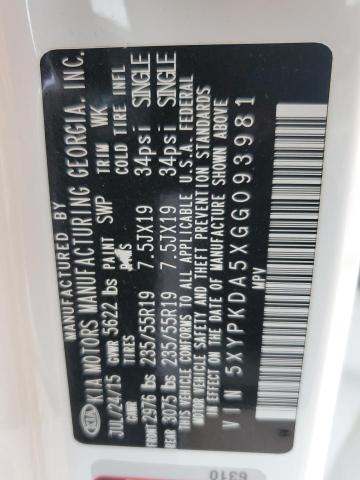 MANUFACTURED BY
KIA KIA MOTORS MANUFACTURING GEORGIA, INC.
JUL/24/15 GVWR 5622 lbs PAINT SWP TRIM WK
GAWR TIRES RIMS COLD TIRE INFL
FRONT 2976 lbs 235/55R19 7.5JX19 34psi SINGLE
REAR 3075 lbs 235/55R19 7.5JX19 34psi SINGLE
THIS VEHICLE CONFORMS TO ALL APPLICABLE U.S.A. FEDERAL
MOTOR VEHICLE SAFETY AND THEFT PREVENTION STANDARDS
IN EFFECT ON THE DATE OF MANUFACTURE SHOWN ABOVE.
VIN 5XYPKDA5XGG093981
MPV
6310